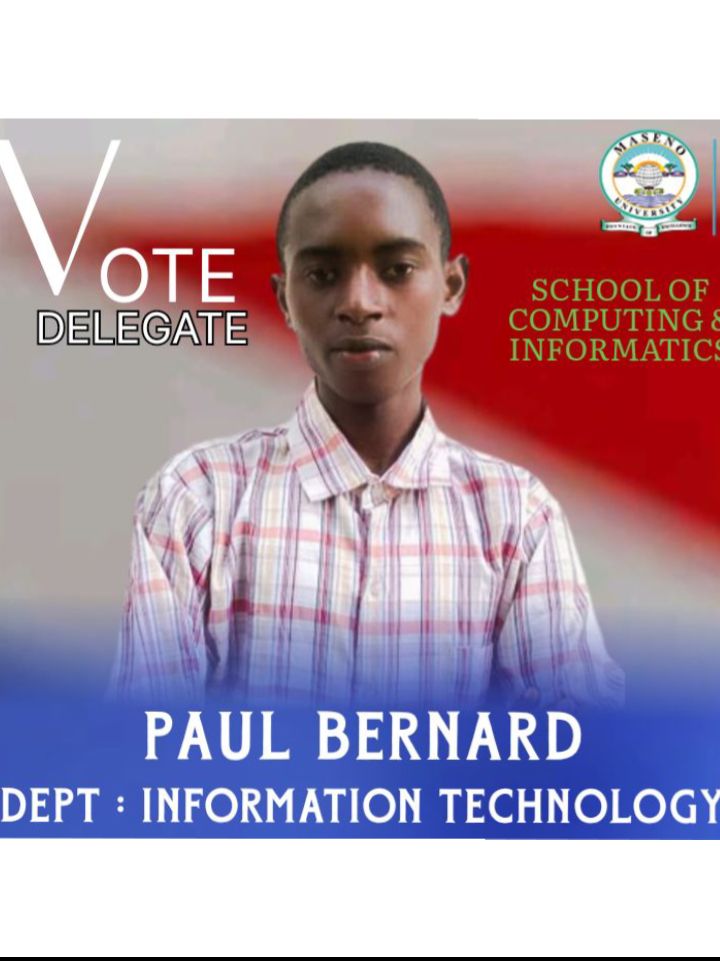 VOTE
DELEGATE
MASENO
UNIVERSITY
SCHOOL OF
COMPUTING &
INFORMATICS
PAUL BERNARD
DEPT : INFORMATION TECHNOLOGY